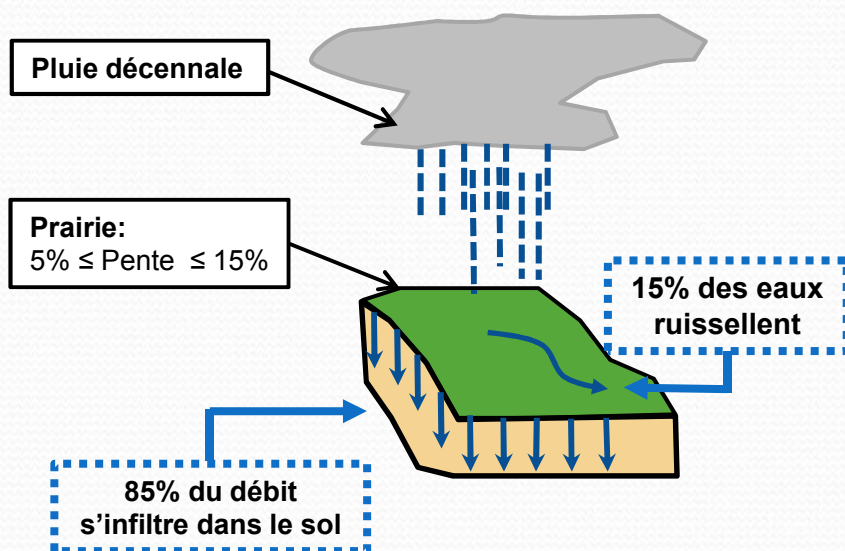 Pluie décennale
Prairie:
5% ≤ Pente ≤ 15%
15% des eaux
ruissellent
85% du débit
s’infiltre dans le sol